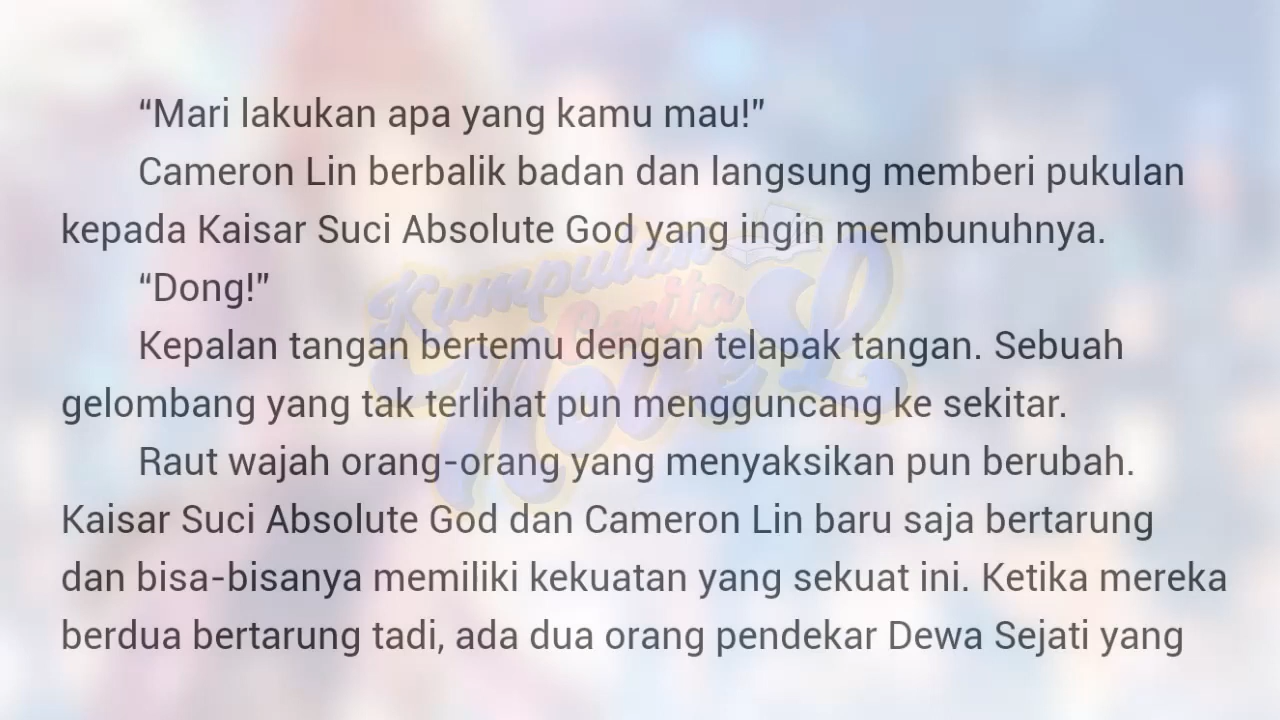 “Mari lakukan apa yang kamu mau!”
Cameron Lin berbalik badan dan langsung memberi pukulan
kepada Kaisar Suci Absolute God yang ingin membunuhnya.
“Dong!”
Kepalan tangan bertemu dengan telapak tangan. Sebuah
gelombang yang tak terlihat pun mengguncang ke sekitar.
Raut wajah orang-orang yang menyaksikan pun berubah.
Kaisar Suci Absolute God dan Cameron Lin baru saja bertarung
dan bisa-bisanya memiliki kekuatan yang sekuat ini. Ketika mereka
berdua bertarung tadi, ada dua orang pendekar Dewa Sejati yang
Kumpulan
Cerita
Novel